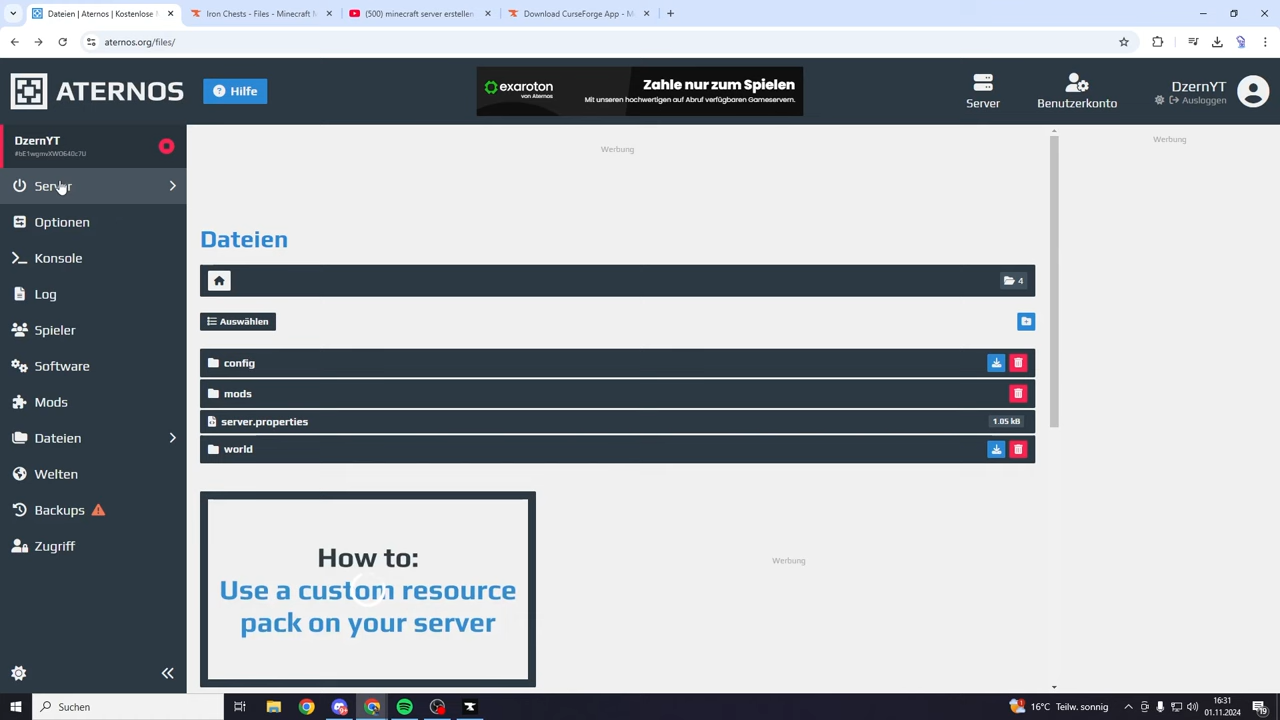 Dateien | Aternos | Kostenlose M
Iron Chests - Files - Minecraft M
(500) minecraft server erstellen
Download CurseForge App - M
aternos.org/files/
ATERNOS
Hilfe
exaroton
von Aternos
Zahle nur zum Spielen
Mit unseren hochwertigen auf Abruf verfügbaren Gameservern.
Server
Benutzerkonto
DzernYT
Ausloggen
DzernYT
Server
Optionen
Konsole
Log
Spieler
Software
Mods
Dateien
Welten
Backups
Zugriff
Werbung
Werbung
Dateien
4
Auswählen
config
mods
server.properties
1.05 kB
world
How to:
Use a custom resource
pack on your server
Werbung
Suchen
16°C Teilw. sonnig
16:31
01.11.2024
19